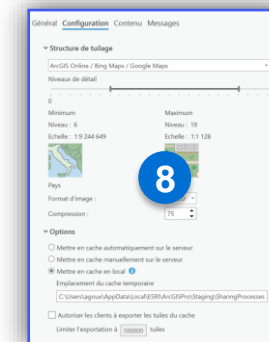 Général Configuration Contenu Messages
Structure de tuilage
ArcGIS Online / Bing Maps / Google Maps
Niveaux de détail
0
Minimum Maximum
Niveau : 6 Niveau : 19
Echelle : 1:9 244 649 Echelle : 1:1 128
Pays
8
Format d'image :
Compression : 75
Options
Mettre en cache automatiquement sur le serveur
Mettre en cache manuellement sur le serveur
Mettre en cache en local
Emplacement du cache temporaire
C:\Users\agour\AppData\Local\ESRI\ArcGISPro\Staging\SharingProcesses
Autoriser les clients à exporter les tuiles du cache
Limiter l'exportation à 100000 tuiles